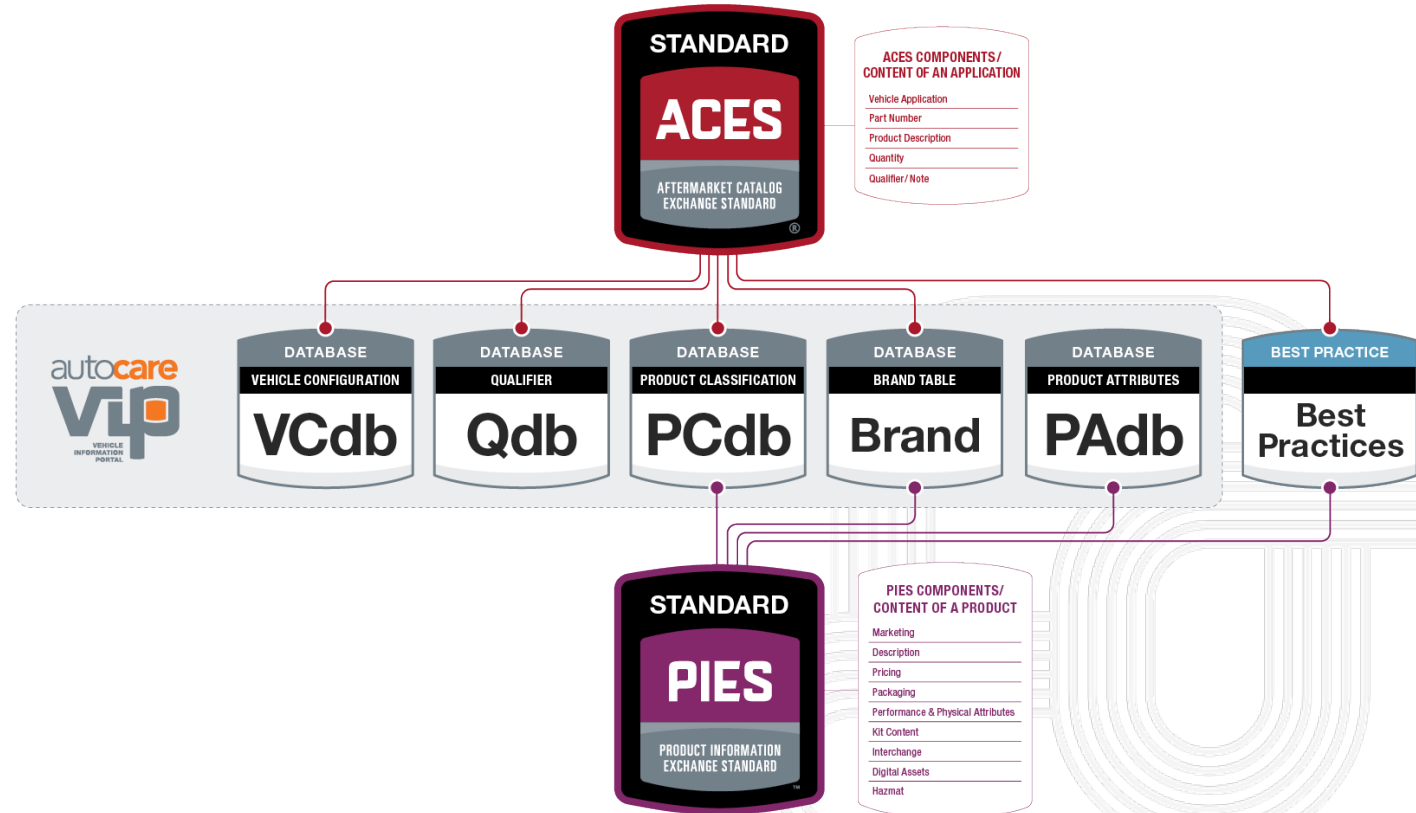 STANDARD
ACES
AFTERMARKET CATALOG
EXCHANGE STANDARD
®
ACES COMPONENTS/
CONTENT OF AN APPLICATION
Vehicle Application
Part Number
Product Description
Quantity
Qualifier/ Note
autocare
VIP
VEHICLE
INFORMATION
PORTAL
DATABASE
VEHICLE CONFIGURATION
VCdb
DATABASE
QUALIFIER
Qdb
DATABASE
PRODUCT CLASSIFICATION
PCdb
DATABASE
BRAND TABLE
Brand
DATABASE
PRODUCT ATTRIBUTES
PAdb
BEST PRACTICE
Best
Practices
STANDARD
PIES
PRODUCT INFORMATION
EXCHANGE STANDARD
™
PIES COMPONENTS/
CONTENT OF A PRODUCT
Marketing
Description
Pricing
Packaging
Performance & Physical Attributes
Kit Content
Interchange
Digital Assets
Hazmat